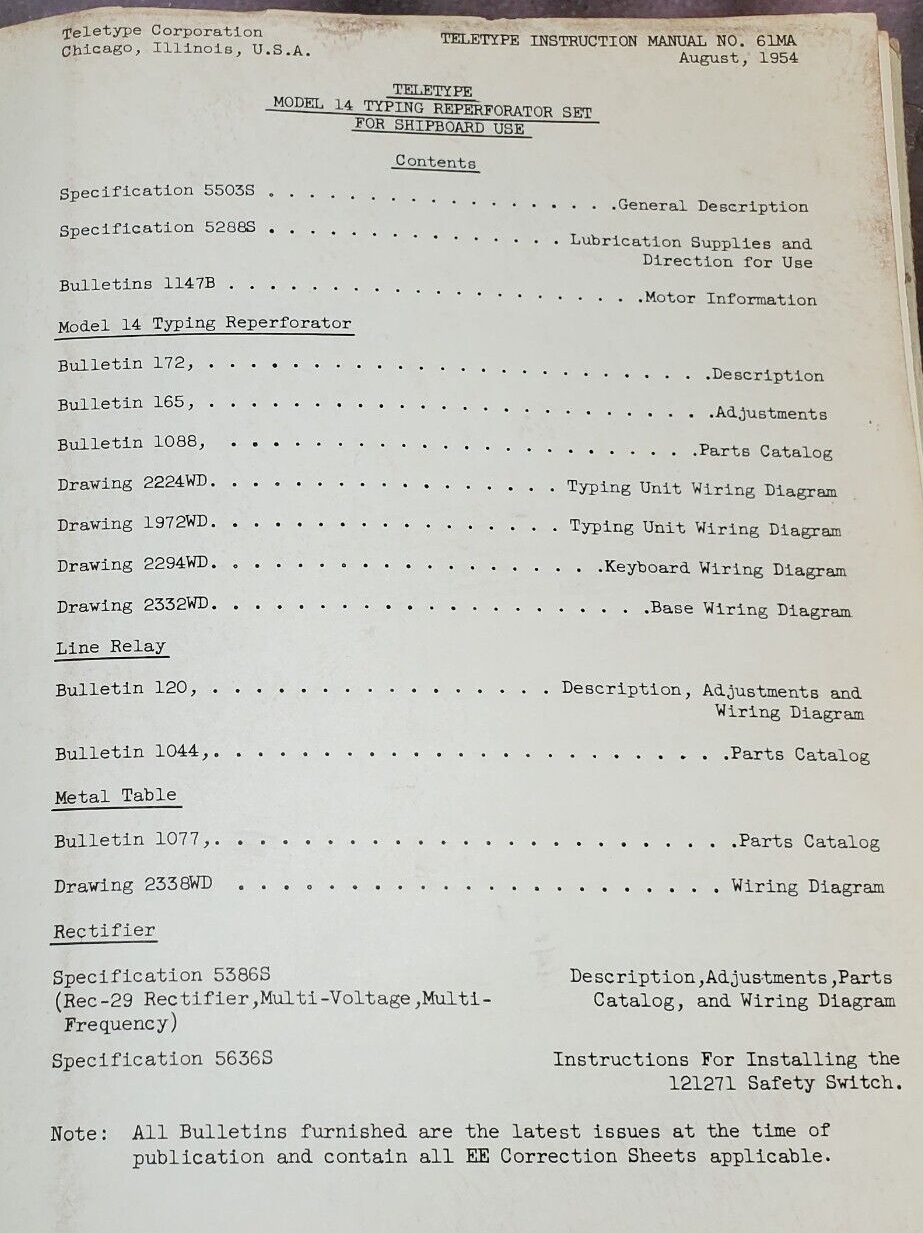 Teletype Corporation
Chicago, Illinois, U.S.A.
TELETYPE INSTRUCTION MANUAL NO. 61MA
August, 1954
TELETYPE
MODEL 14 TYPING REPERFORATOR SET
FOR SHIPBOARD USE
Contents
Specification 5503S . . . . . . . . . . . . . . . . . .General Description
Specification 5288S . . . . . . . . . . . . . . . Lubrication Supplies and
Direction for Use
Bulletins 1147B . . . . . . . . . . . . . . . . . . . . .Motor Information
Model 14 Typing Reperforator
Bulletin 172, . . . . . . . . . . . . . . . . . . . . . . . .Description
Bulletin 165, . . . . . . . . . . . . . . . . . . . . . . . .Adjustments
Bulletin 1088, . . . . . . . . . . . . . . . . . . . . . .Parts Catalog
Drawing 2224WD. . . . . . . . . . . . . . . . . Typing Unit Wiring Diagram
Drawing 1972WD. . . . . . . . . . . . . . . . . Typing Unit Wiring Diagram
Drawing 2294WD. . . . . . . . . . . . . . . . . . .Keyboard Wiring Diagram
Drawing 2332WD. . . . . . . . . . . . . . . . . . . . .Base Wiring Diagram
Line Relay
Bulletin 120, . . . . . . . . . . . . . . . . Description, Adjustments and
Wiring Diagram
Bulletin 1044,. . . . . . . . . . . . . . . . . . . . . . . .Parts Catalog
Metal Table
Bulletin 1077,. . . . . . . . . . . . . . . . . . . . . . . .Parts Catalog
Drawing 2338WD . . . . . . . . . . . . . . . . . . . . . Wiring Diagram
Rectifier
Specification 5386S Description,Adjustments,Parts
(Rec-29 Rectifier,Multi-Voltage,Multi- Catalog, and Wiring Diagram
Frequency)
Specification 5636S Instructions For Installing the
121271 Safety Switch.
Note: All Bulletins furnished are the latest issues at the time of
publication and contain all EE Correction Sheets applicable.